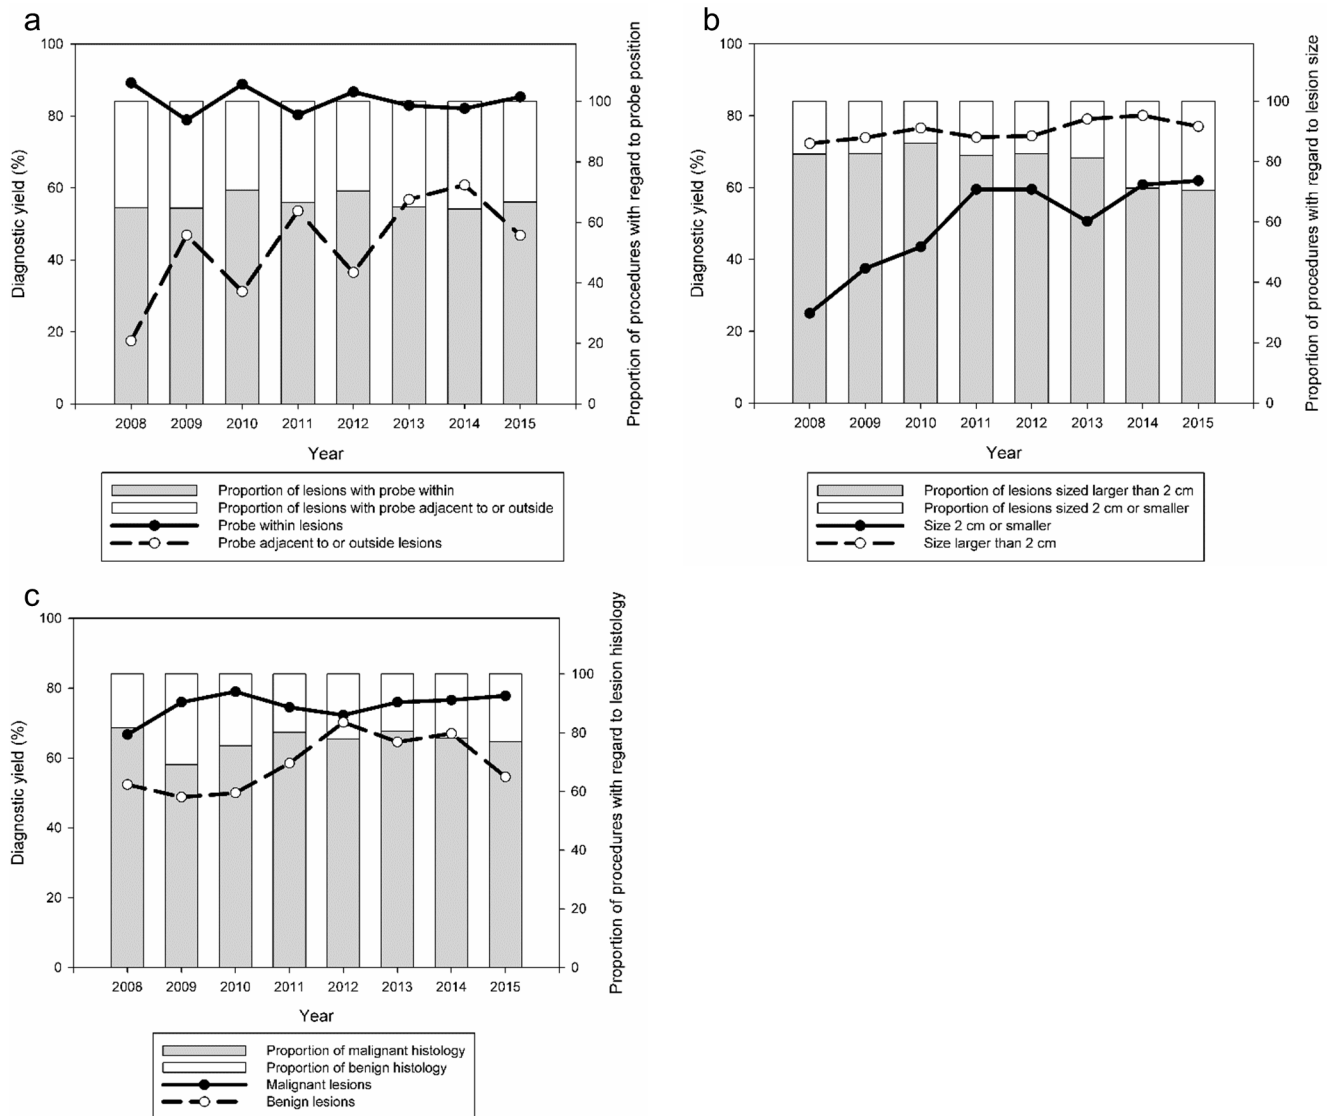 a
100
80
60
40
20
0
Diagnostic yield (%)
100
80
60
40
20
0
Proportion of procedures with regard to probe position
2008 2009 2010 2011 2012 2013 2014 2015
Year
Proportion of lesions with probe within
Proportion of lesions with probe adjacent to or outside
Probe within lesions
Probe adjacent to or outside lesions
b
100
80
60
40
20
0
Diagnostic yield (%)
100
80
60
40
20
0
Proportion of procedures with regard to lesion size
2008 2009 2010 2011 2012 2013 2014 2015
Year
Proportion of lesions sized larger than 2 cm
Proportion of lesions sized 2 cm or smaller
Size 2 cm or smaller
Size larger than 2 cm
c
100
80
60
40
20
0
Diagnostic yield (%)
100
80
60
40
20
0
Proportion of procedures with regard to lesion histology
2008 2009 2010 2011 2012 2013 2014 2015
Year
Proportion of malignant histology
Proportion of benign histology
Malignant lesions
Benign lesions